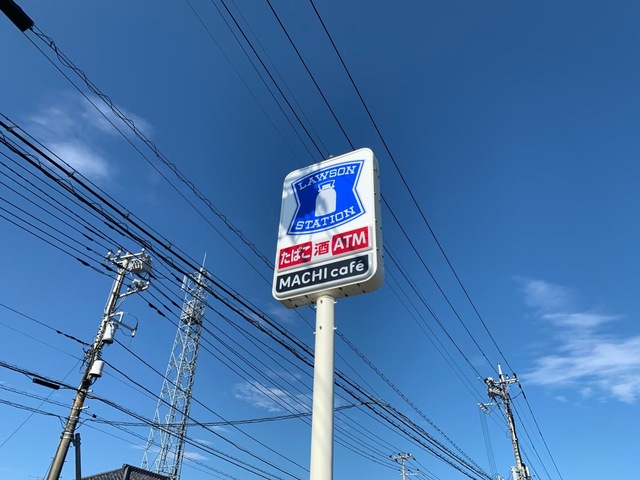 LAWSON
STATION
たばこ 酒 ATM
MACHI café